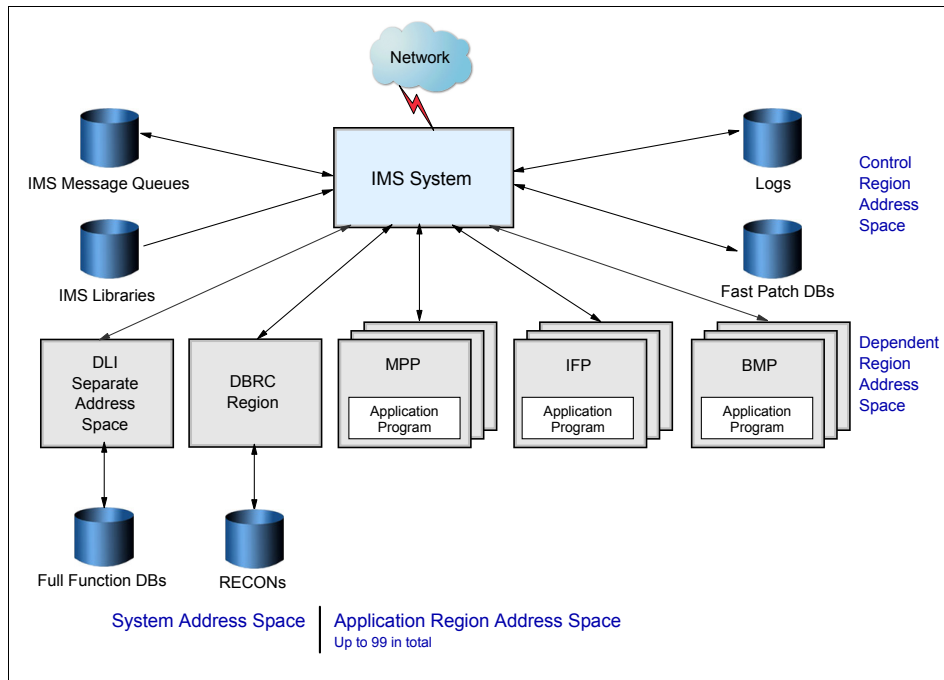 Network
IMS System
IMS Message Queues
Logs
Control
Region
Address
Space
IMS Libraries
Fast Patch DBs
DLI
Separate
Address
Space
DBRC
Region
MPP
Application
Program
IFP
Application
Program
BMP
Application
Program
Dependent
Region
Address
Space
Full Function DBs
RECONs
System Address Space
Application Region Address Space
Up to 99 in total